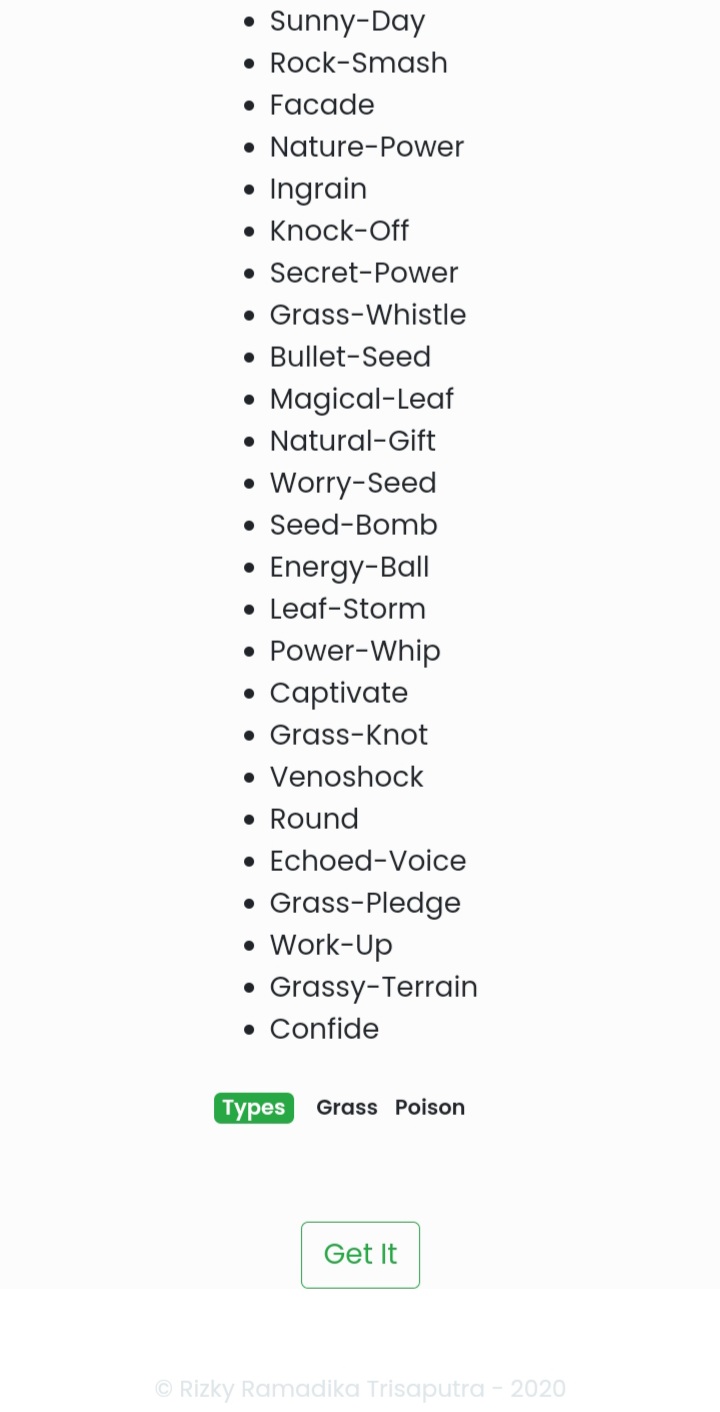 Sunny-Day
Rock-Smash
Facade
Nature-Power
Ingrain
Knock-Off
Secret-Power
Grass-Whistle
Bullet-Seed
Magical-Leaf
Natural-Gift
Worry-Seed
Seed-Bomb
Energy-Ball
Leaf-Storm
Power-Whip
Captivate
Grass-Knot
Venoshock
Round
Echoed-Voice
Grass-Pledge
Work-Up
Grassy-Terrain
Confide
Types Grass Poison
Get It
© Rizky Ramadika Trisaputra - 2020